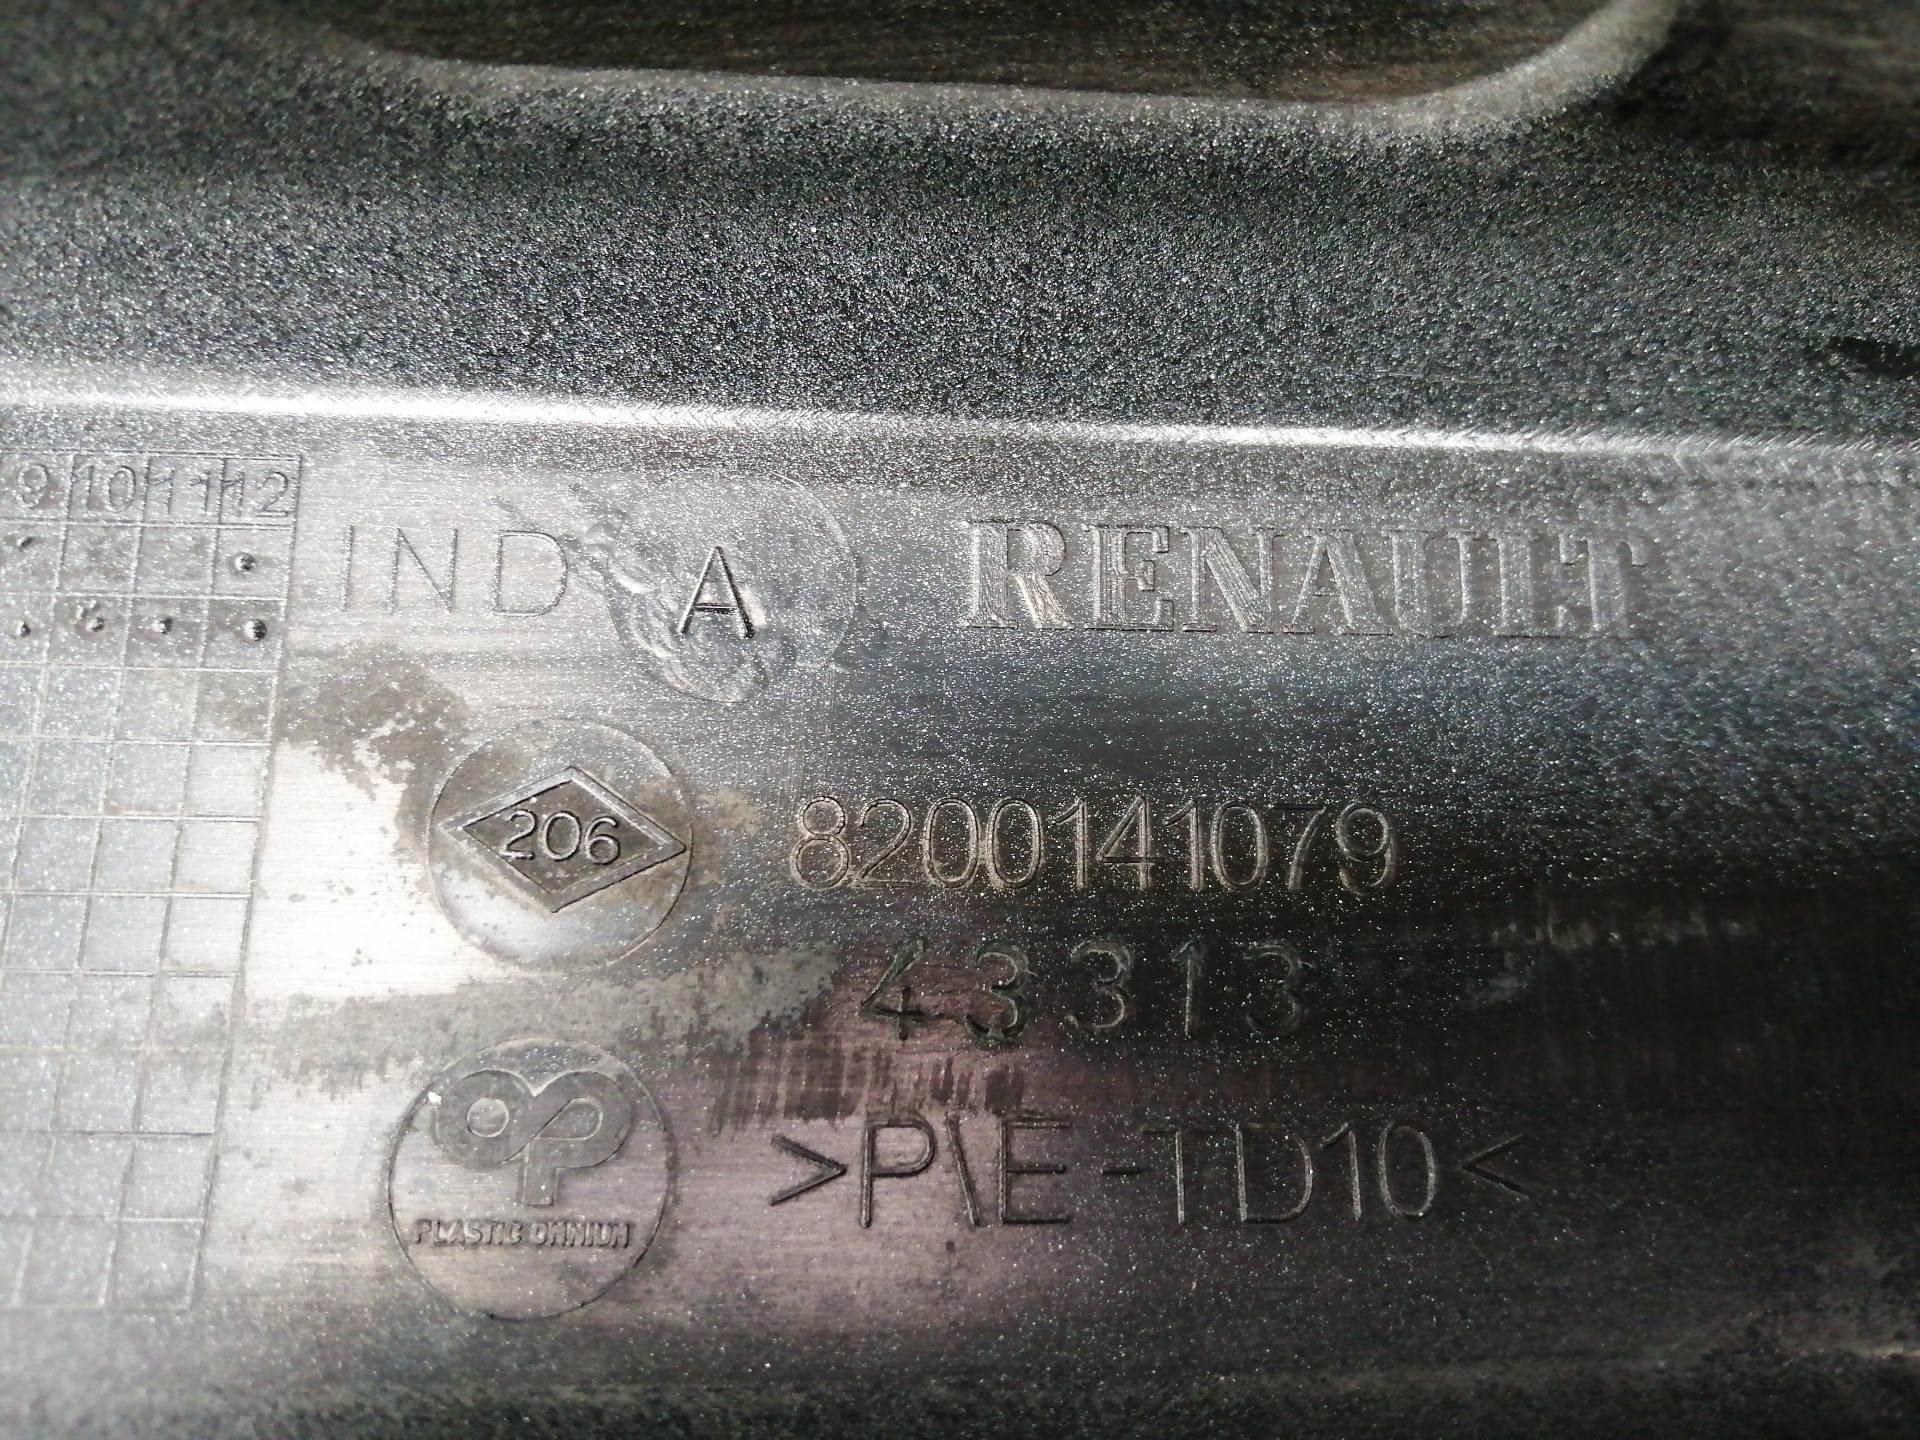 9 10 11 12
IND A
RENAULT
206
8200141079
43313
PLASTIC OMNIUM
>P\E-TD10<